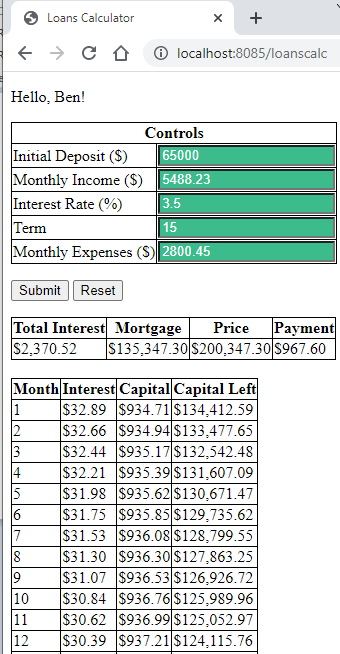 Loans Calculator
localhost:8085/loanscalc
Hello, Ben!
Controls
Initial Deposit ($) 65000
Monthly Income ($) 5488.23
Interest Rate (%) 3.5
Term 15
Monthly Expenses ($) 2800.45
Submit Reset
Total Interest Mortgage Price Payment
$2,370.52 $135,347.30 $200,347.30 $967.60
Month Interest Capital Capital Left
1 $32.89 $934.71 $134,412.59
2 $32.66 $934.94 $133,477.65
3 $32.44 $935.17 $132,542.48
4 $32.21 $935.39 $131,607.09
5 $31.98 $935.62 $130,671.47
6 $31.75 $935.85 $129,735.62
7 $31.53 $936.08 $128,799.55
8 $31.30 $936.30 $127,863.25
9 $31.07 $936.53 $126,926.72
10 $30.84 $936.76 $125,989.96
11 $30.62 $936.99 $125,052.97
12 $30.39 $937.21 $124,115.76